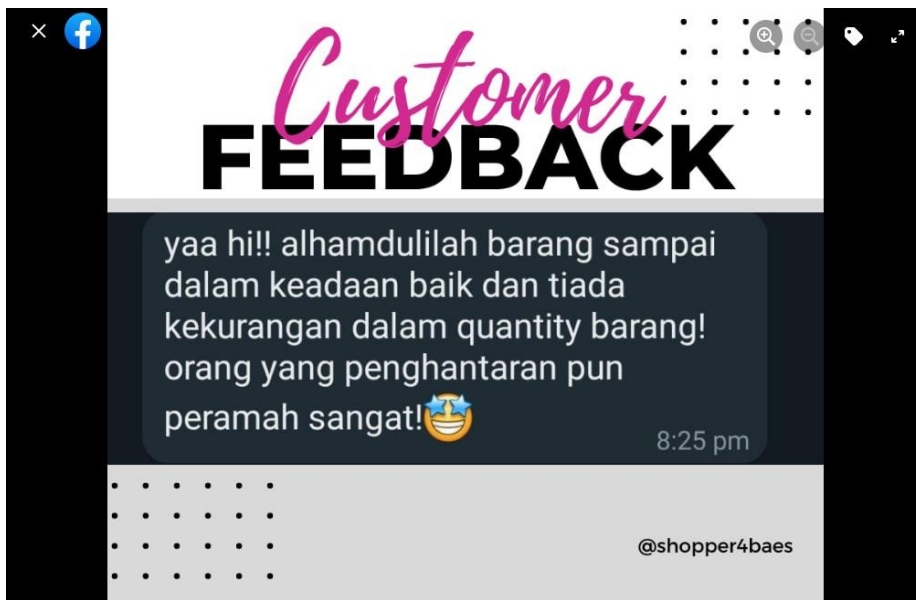 Customer
FEEDBACK
yaa hi!! alhamdulilah barang sampai
dalam keadaan baik dan tiada
kekurangan dalam quantity barang!
orang yang penghantaran pun
peramah sangat!🤩
8:25 pm
@shopper4baes